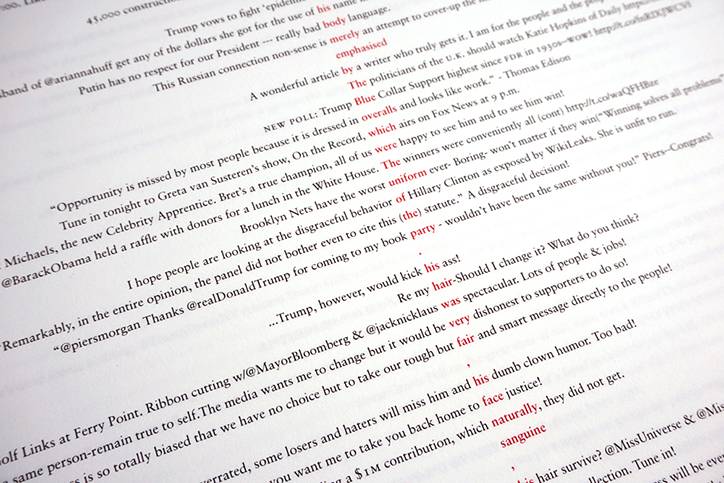 45,000 construction
Trump vows to fight 'epidemic
band of @ariannahuff get any of the dollars she got for the use of his name
Putin has no respect for our President --- really bad body language.
This Russian connection non-sense is merely an attempt to cover-up the
emphasised
A wonderful article by a writer who truly gets it. I am for the people and the
The politicians of the U.K. should watch Katie Hopkins of Daily
NEW POLL: Trump Blue Collar Support highest since FDR in 1930s—WOW!
"Opportunity is missed by most people because it is dressed in overalls and looks like work." - Thomas Edison
Tune in tonight to Greta van Susteren's show, On the Record, which airs on Fox News at 9 p.m.
Michaels, the new Celebrity Apprentice. Bret's a true champion, all of us were happy to see him and to see him win!
@BarackObama held a raffle with donors for a lunch in the White House. The winners were conveniently all (cont) http://t.co/waQFHBze
Brooklyn Nets have the worst uniform ever- Boring- won't matter if they win("Winning solves all problems
I hope people are looking at the disgraceful behavior of Hillary Clinton as exposed by WikiLeaks. She is unfit to run.
"Remarkably, in the entire opinion, the panel did not bother even to cite this (the) statute." A disgraceful decision!
"@piersmorgan Thanks @realDonaldTrump for coming to my book party - wouldn't have been the same without you!" Piers--Congrats!
.
...Trump, however, would kick his ass!
Re my hair-Should I change it? What do you think?
Golf Links at Ferry Point. Ribbon cutting w/@MayorBloomberg & @jacknicklaus was spectacular. Lots of people & jobs!
same person-remain true to self.The media wants me to change but it would be very dishonest to supporters to do so!
is so totally biased that we have no choice but to take our tough but fair and smart message directly to the people!
,
overrated, some losers and haters will miss him and his dumb clown humor. Too bad!
you want me to take you back home to face justice!
a $1M contribution, which naturally, they did not get.
sanguine
,
his hair survive? @MissUniverse &
collection. Tune in!
will be